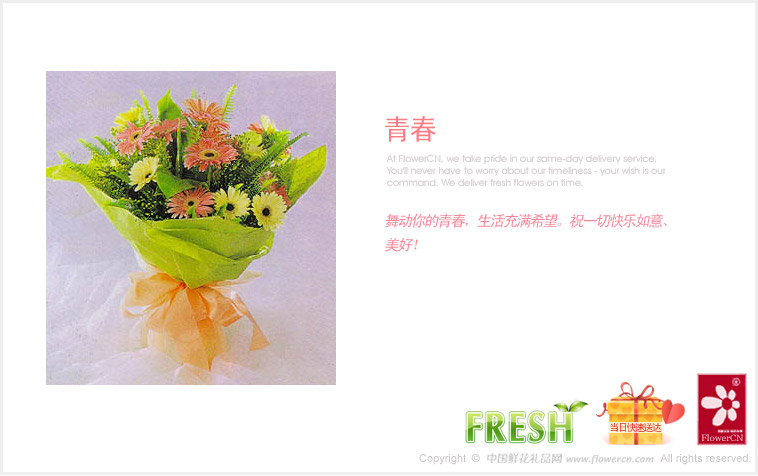 青春
At FlowerCN, we take pride in our same-day delivery service.
You'll never have to worry about our timeliness - your wish is our
command. We deliver fresh flowers on time.
舞动你的青春，生活充满希望。祝一切快乐如意、
美好！
FRESH
当日快速送达
FlowerCN
Copyright © 中国鲜花礼品网 www.flowercn.com All rights reserved.